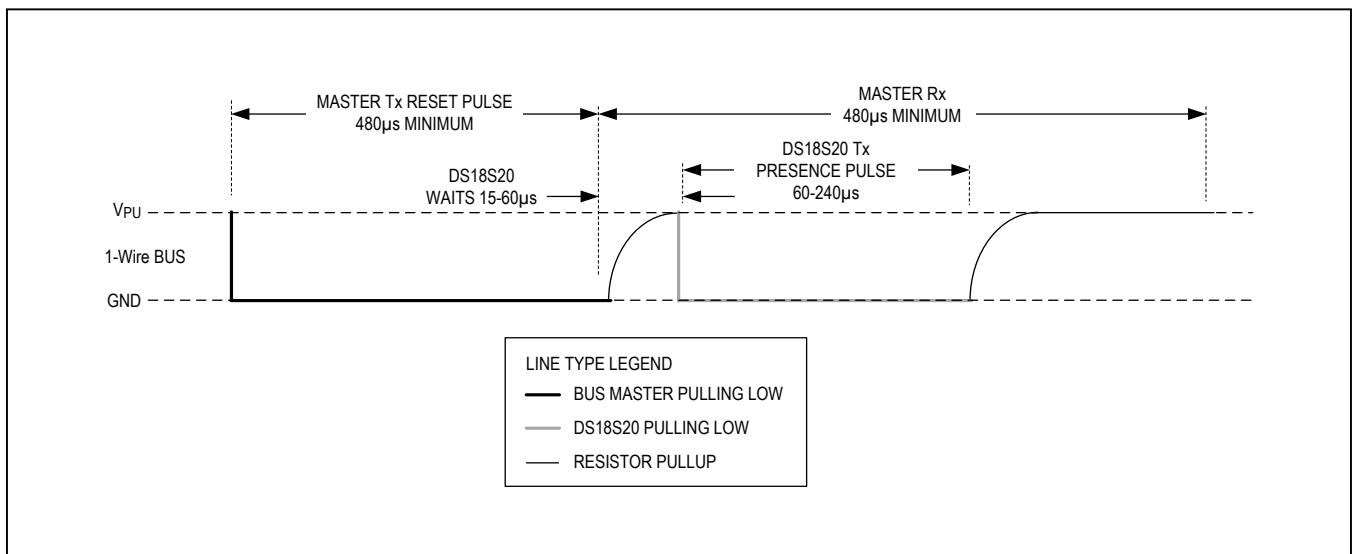 MASTER Tx RESET PULSE
480µs MINIMUM
MASTER Rx
480µs MINIMUM
DS18S20
WAITS 15-60µs
DS18S20 Tx
PRESENCE PULSE
60-240µs
VPU
1-Wire BUS
GND
LINE TYPE LEGEND
BUS MASTER PULLING LOW
DS18S20 PULLING LOW
RESISTOR PULLUP